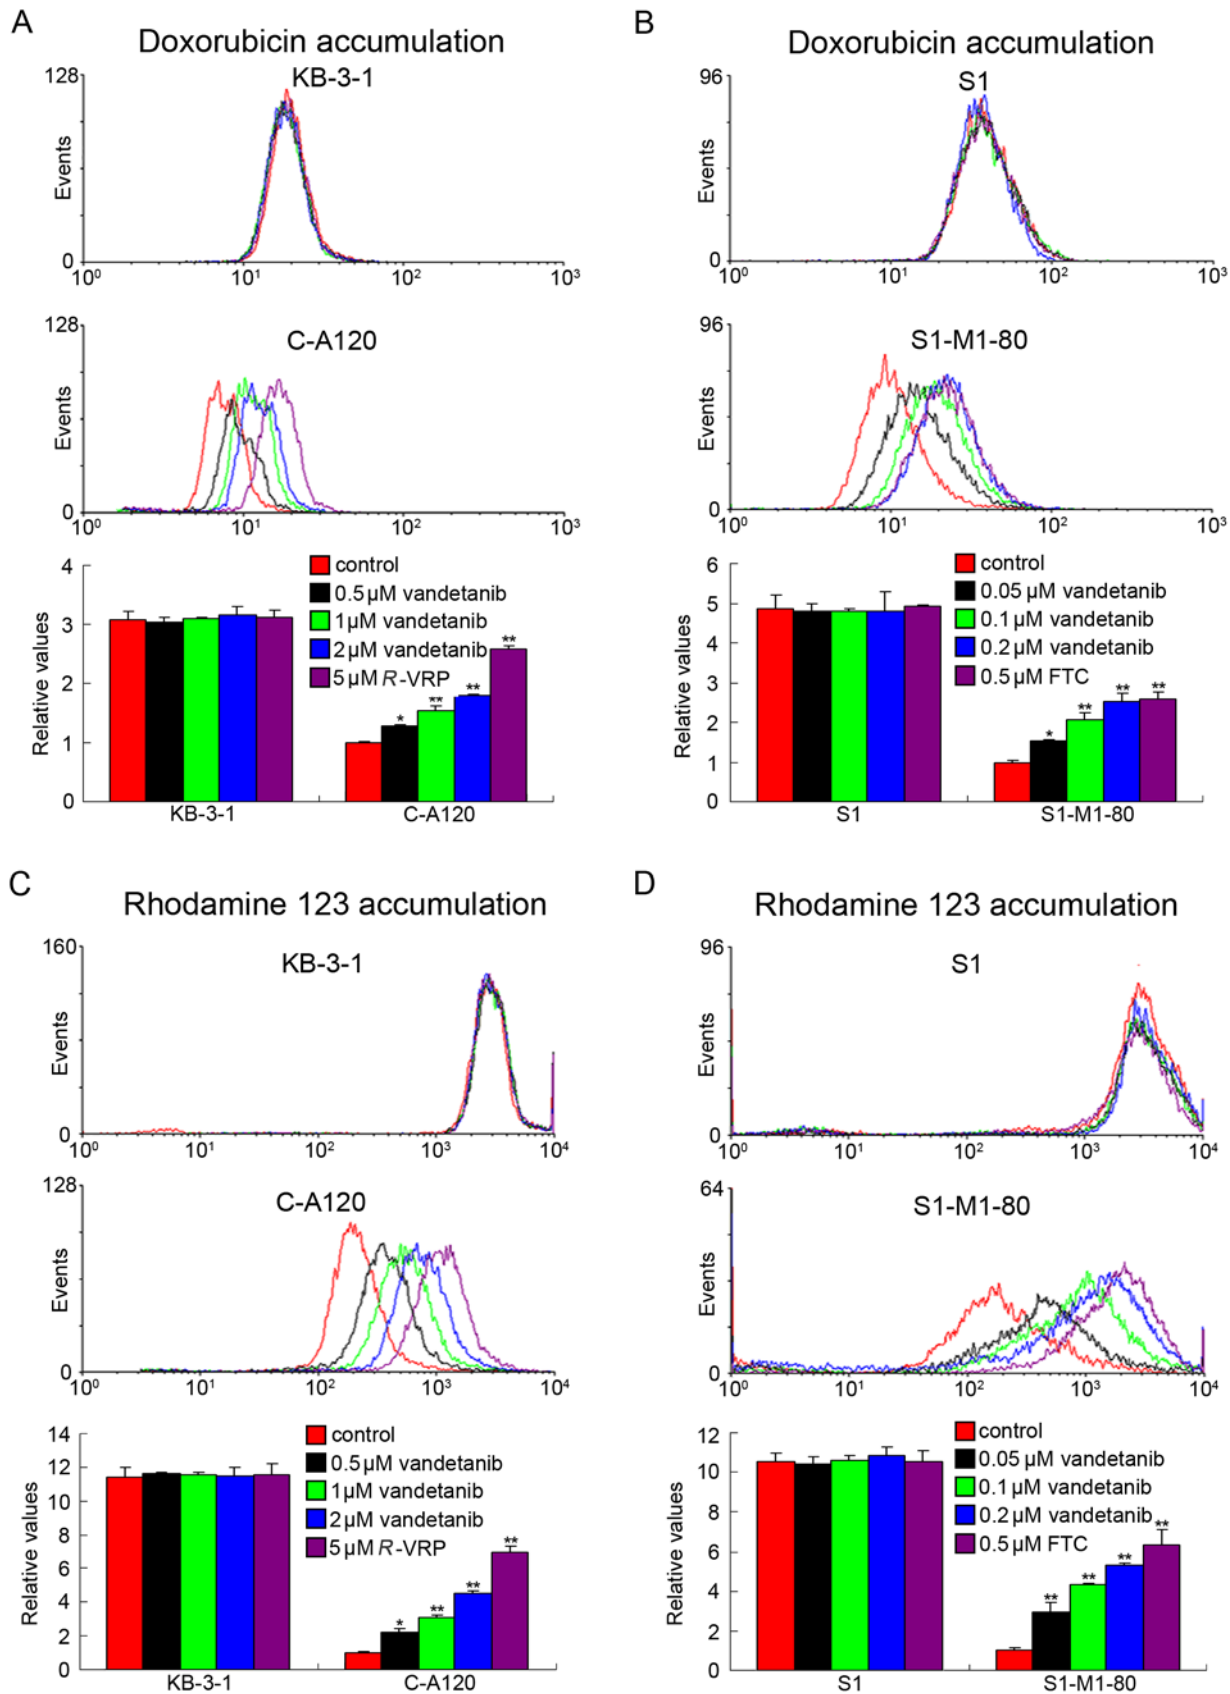 A
Doxorubicin accumulation
KB-3-1
128
Events
0
10⁰ 10¹ 10² 10³
C-A120
128
Events
0
10⁰ 10¹ 10² 10³
4
3
2
1
0
Relative values
control
0.5 μM vandetanib
1 μM vandetanib
2 μM vandetanib
5 μM R-VRP
* ** ** **
KB-3-1 C-A120
B
Doxorubicin accumulation
S1
96
Events
0
10⁰ 10¹ 10² 10³
S1-M1-80
96
Events
0
10⁰ 10¹ 10² 10³
6
5
4
3
2
1
0
Relative values
control
0.05 μM vandetanib
0.1 μM vandetanib
0.2 μM vandetanib
0.5 μM FTC
* ** ** **
S1 S1-M1-80
C
Rhodamine 123 accumulation
KB-3-1
160
Events
0
10⁰ 10¹ 10² 10³ 10⁴
C-A120
128
Events
0
10⁰ 10¹ 10² 10³ 10⁴
14
12
10
8
6
4
2
0
Relative values
control
0.5 μM vandetanib
1 μM vandetanib
2 μM vandetanib
5 μM R-VRP
* ** ** **
KB-3-1 C-A120
D
Rhodamine 123 accumulation
S1
96
Events
0
10⁰ 10¹ 10² 10³ 10⁴
S1-M1-80
64
Events
0
10⁰ 10¹ 10² 10³ 10⁴
12
10
8
6
4
2
0
Relative values
control
0.05 μM vandetanib
0.1 μM vandetanib
0.2 μM vandetanib
0.5 μM FTC
** ** ** **
S1 S1-M1-80